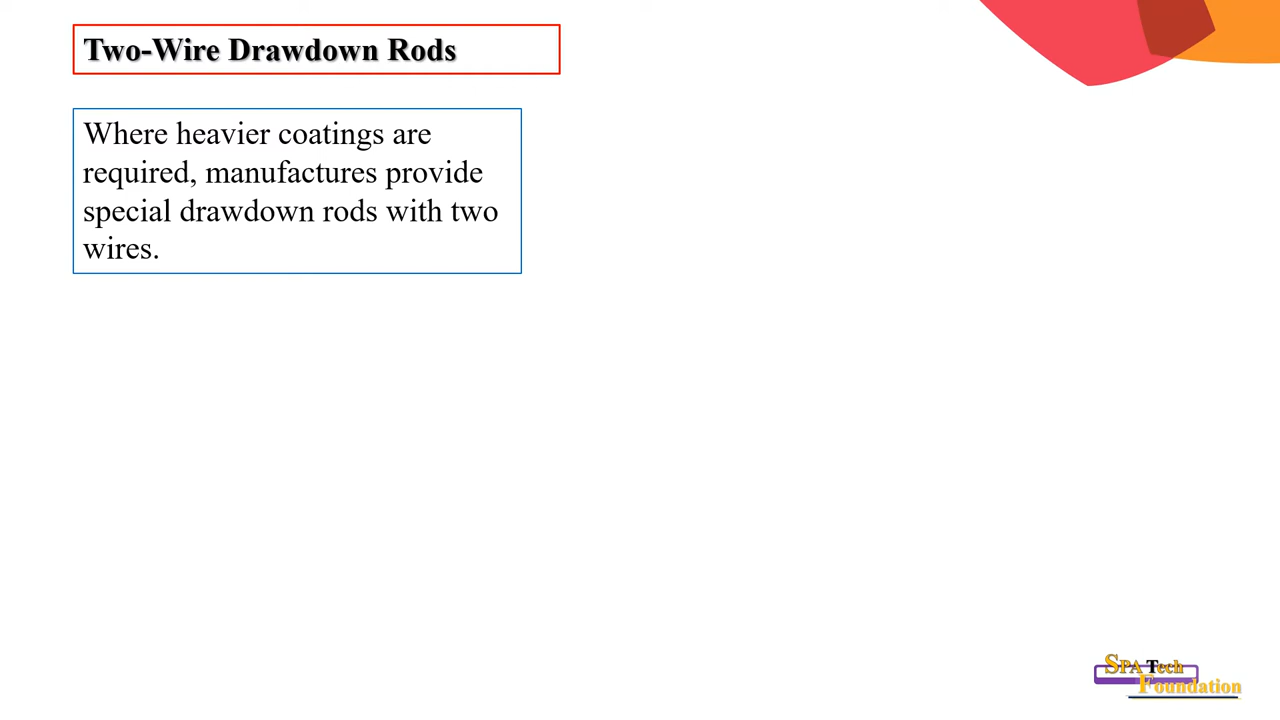 Two-Wire Drawdown Rods
Where heavier coatings are
required, manufactures provide
special drawdown rods with two
wires.
SPA Tech
Foundation